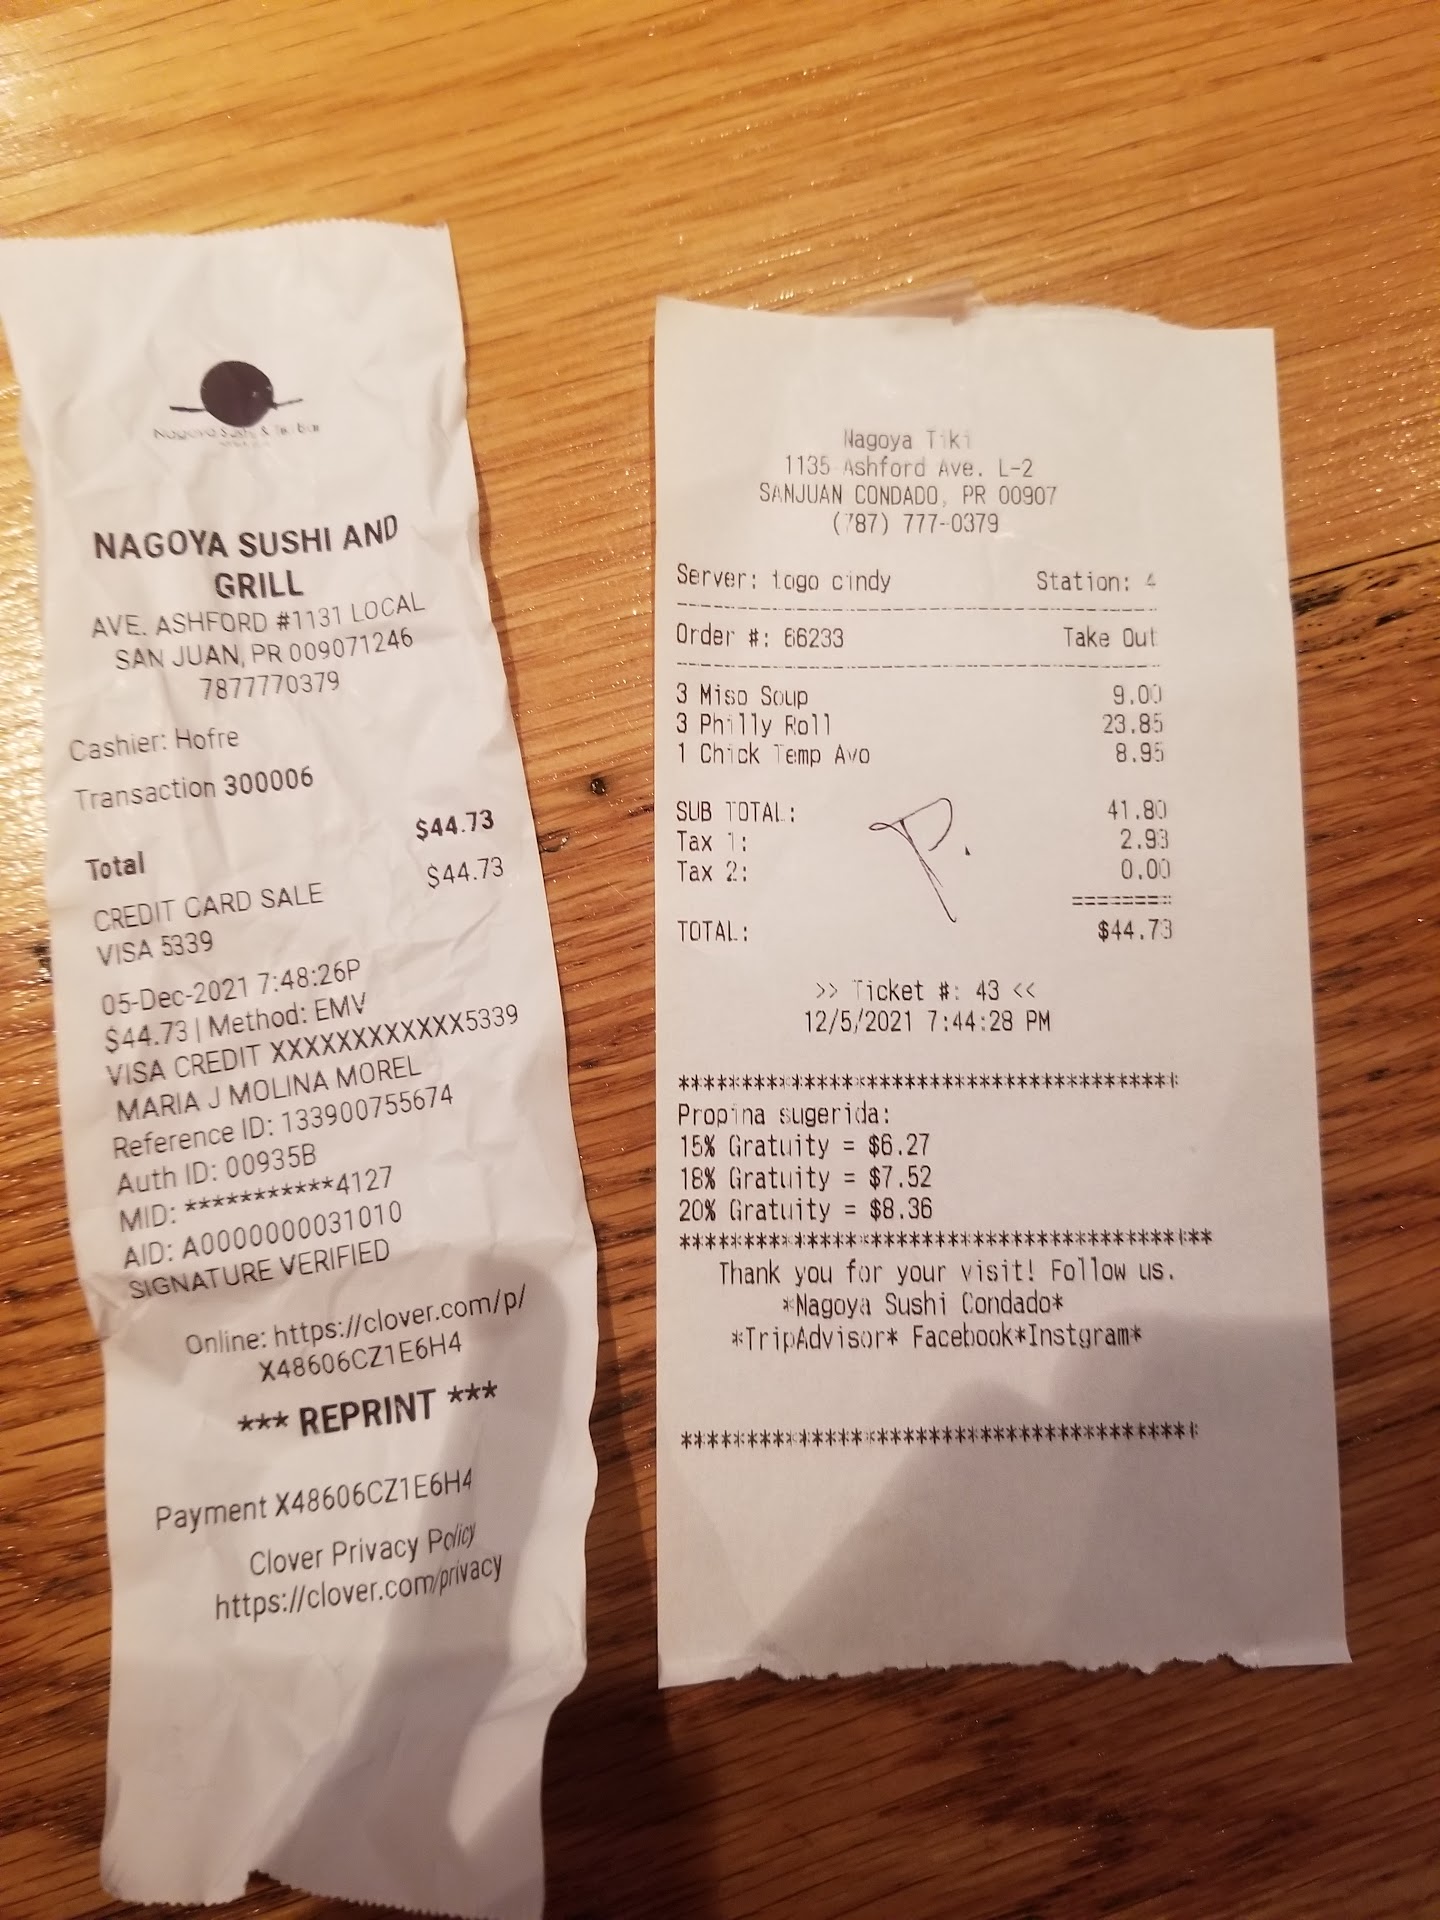 Nagoya Sushi &
NAGOYA SUSHI AND
GRILL
AVE. ASHFORD #1131 LOCAL
SAN JUAN, PR 009071246
7877770379
Cashier: Hofre
Transaction 300006
Total $44.73
CREDIT CARD SALE $44.73
VISA 5339
05-Dec-2021 7:48:26P
$44.73 | Method: EMV
VISA CREDIT XXXXXXXXXXXX5339
MARIA J MOLINA MOREL
Reference ID: 133900755674
Auth ID: 00935B
MID: ***********4127
AID: A0000000031010
SIGNATURE VERIFIED
Online: https://clover.com/p/
X48606CZ1E6H4
*** REPRINT ***
Payment X48606CZ1E6H4
Clover Privacy Policy
https://clover.com/privacy
Nagoya Tiki
1135 Ashford Ave. L-2
SANJUAN CONDADO, PR 00907
(787) 777-0379
Server: togo cindy Station: 4
Order #: 66233 Take Out
3 Miso Soup 9.00
3 Philly Roll 23.85
1 Chick Temp Avo 8.95
SUB TOTAL: 41.80
Tax 1: 2.93
Tax 2: 0.00
========
TOTAL: $44.73
P.
>> Ticket #: 43 <<
12/5/2021 7:44:28 PM
******************************************
Propina sugerida:
15% Gratuity = $6.27
18% Gratuity = $7.52
20% Gratuity = $8.36
******************************************
Thank you for your visit! Follow us.
*Nagoya Sushi Condado*
*TripAdvisor* Facebook*Instgram*
******************************************